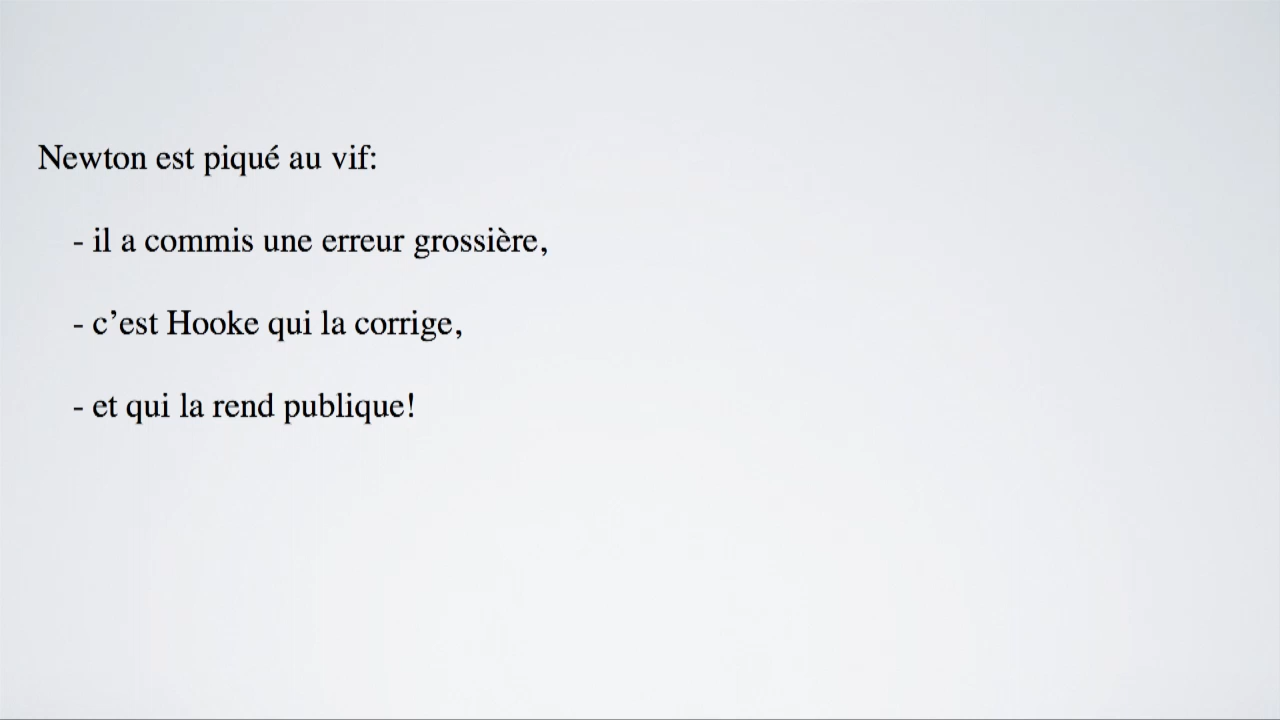 Newton est piqué au vif:
- il a commis une erreur grossière,
- c’est Hooke qui la corrige,
- et qui la rend publique!